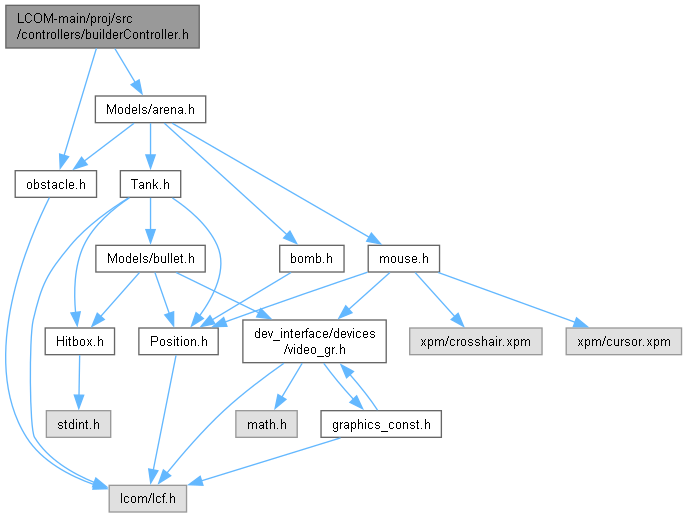 LCOM-main/proj/src
/controllers/builderController.h
Models/arena.h
obstacle.h
Tank.h
Models/bullet.h
bomb.h
mouse.h
Hitbox.h
Position.h
dev_interface/devices
/video_gr.h
xpm/crosshair.xpm
xpm/cursor.xpm
stdint.h
math.h
graphics_const.h
lcom/lcf.h